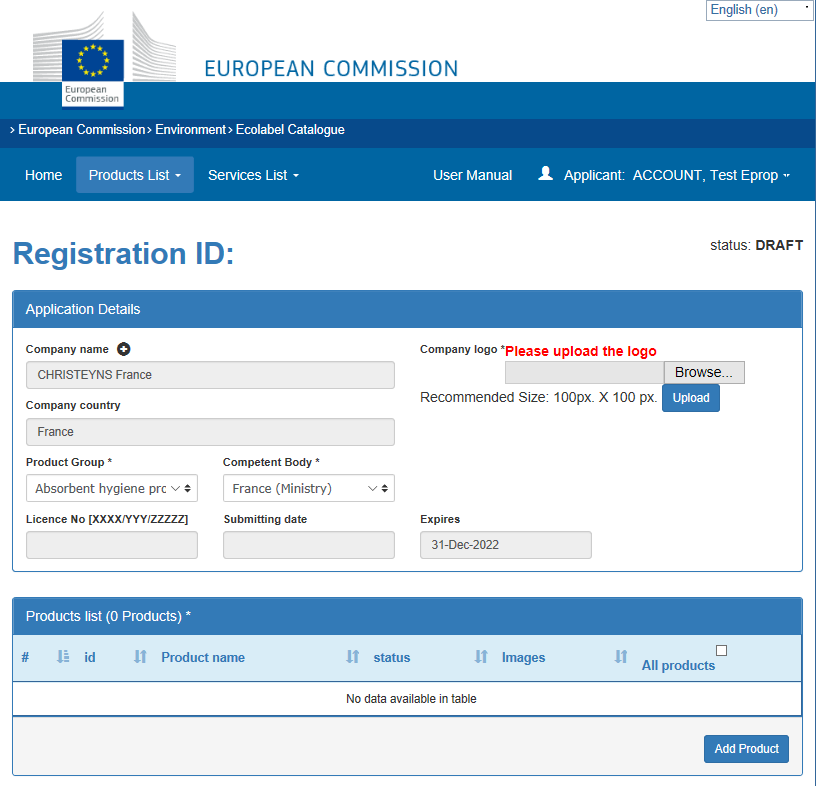 English (en)
European
Commission
EUROPEAN COMMISSION
> European Commission> Environment> Ecolabel Catalogue
Home Products List Services List User Manual Applicant: ACCOUNT, Test Eprop
Registration ID:
status: DRAFT
Application Details
Company name
Company logo *Please upload the logo
CHRISTEYNS France
Browse...
Recommended Size: 100px. X 100 px. Upload
Company country
France
Product Group * Competent Body *
Absorbent hygiene prc France (Ministry)
Licence No [XXXX/YYY/ZZZZZ] Submitting date Expires
31-Dec-2022
Products list (0 Products) *
# id Product name status Images All products
No data available in table
Add Product